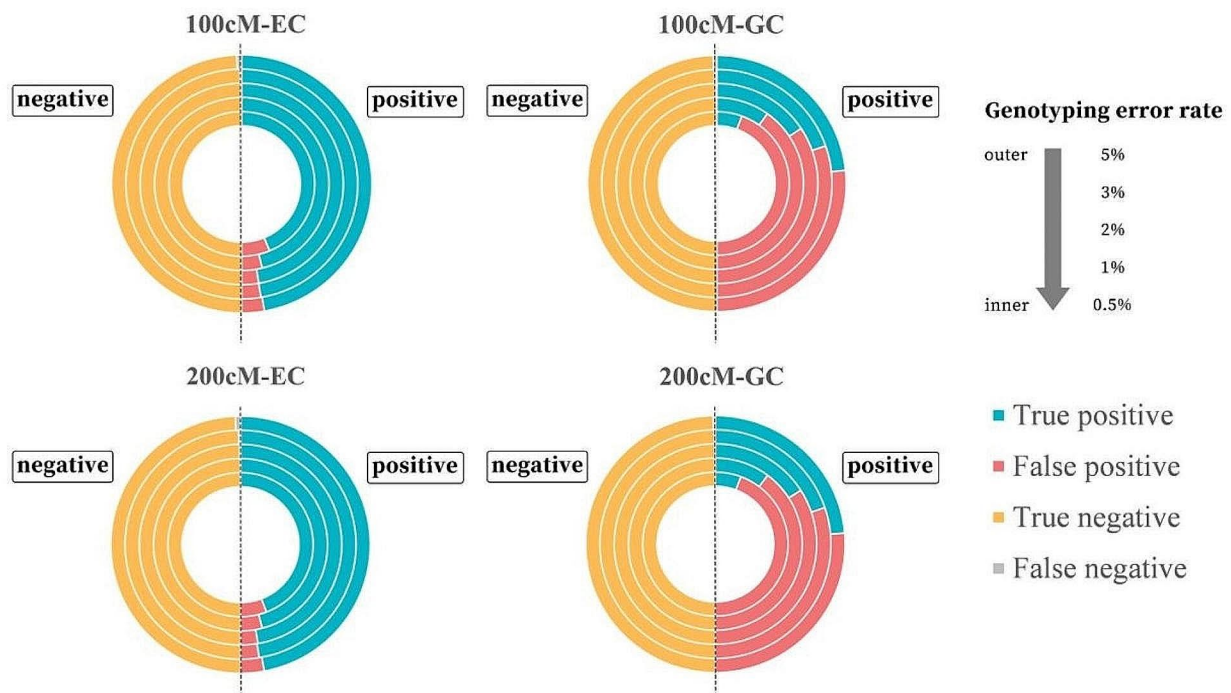 100cM-EC
100cM-GC
negative
positive
negative
positive
Genotyping error rate
outer
5%
3%
2%
1%
inner
0.5%
200cM-EC
200cM-GC
negative
positive
negative
positive
True positive
False positive
True negative
False negative